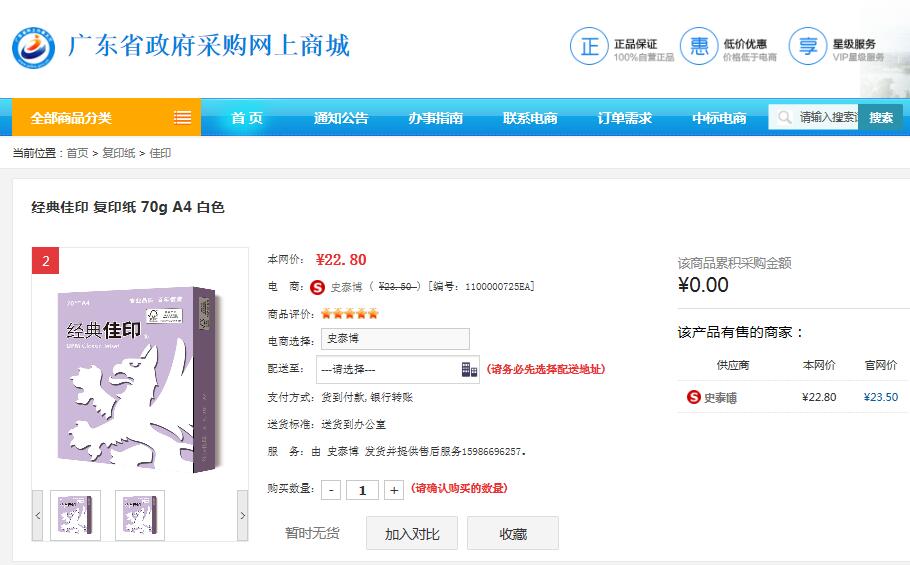 广东省政府采购网上商城
正 正品保证 100%自营正品
惠 低价优惠 价格低于电商
享 星级服务 VIP星级服务
全部商品分类 首页 通知公告 办事指南 联系电商 订单需求 中标电商 请输入搜索 搜索
当前位置：首页 > 复印纸 > 佳印
经典佳印 复印纸 70g A4 白色
2
70 A4
经典佳印
本网价： ¥22.80
电 商： 史泰博 ( ¥23.50 ) [编号：1100000725EA]
商品评价：
电商选择： 史泰博
配送至： ---请选择--- (请务必先选择配送地址)
支付方式：货到付款,银行转账
送货标准：送货到办公室
服 务：由 史泰博 发货并提供售后服务15986696257.
购买数量： - 1 + (请确认购买的数量)
暂时无货 加入对比 收藏
该商品累积采购金额
¥0.00
该产品有售的商家：
供应商 本网价 官网价
史泰博 ¥22.80 ¥23.50